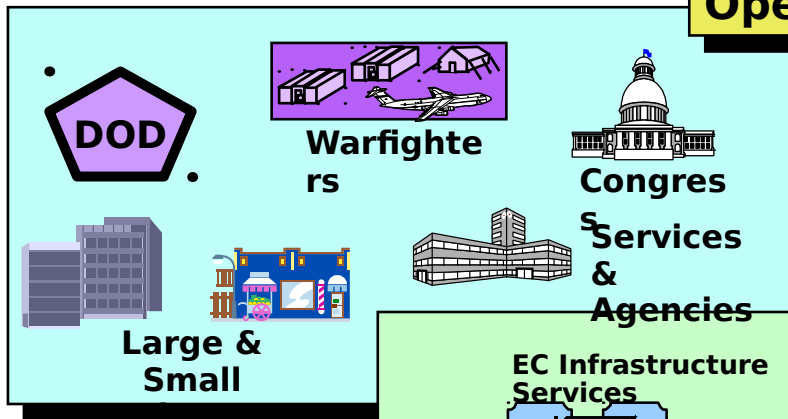 Ope
DOD
Warfighte
rs
Congres
s
Services
&
Agencies
Large &
Small
EC Infrastructure
Services